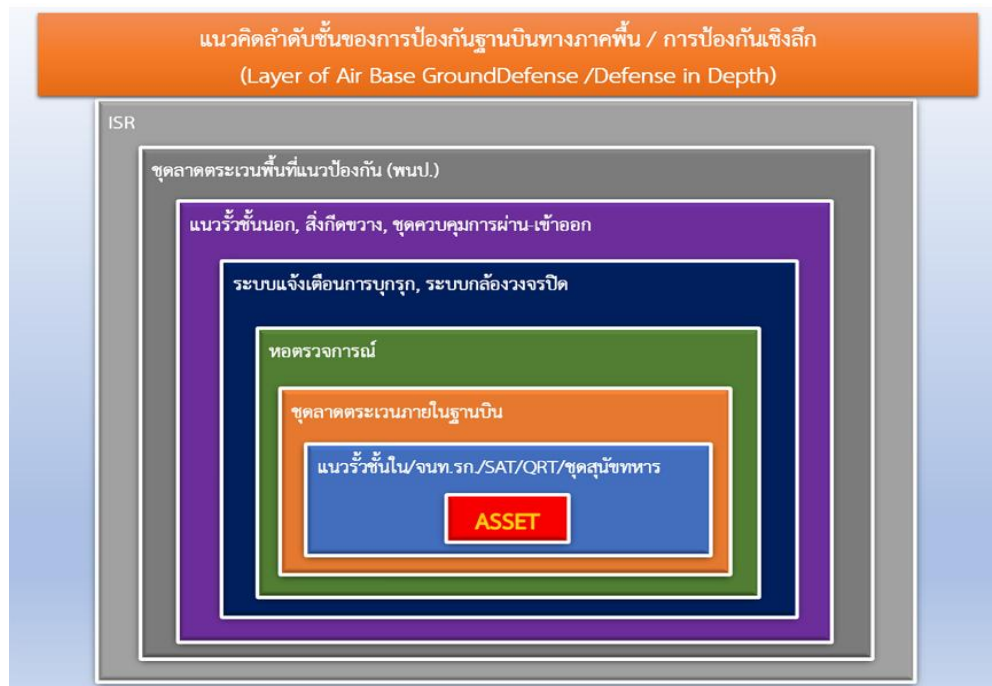 แนวคิดลำดับชั้นของการป้องกันฐานบินทางภาคพื้น / การป้องกันเชิงลึก
(Layer of Air Base GroundDefense /Defense in Depth)
ISR
ชุดลาดตระเวนพื้นที่แนวป้องกัน (พนป.)
แนวรั้วชั้นนอก, สิ่งกีดขวาง, ชุดควบคุมการผ่าน-เข้าออก
ระบบแจ้งเตือนการบุกรุก, ระบบกล้องวงจรปิด
หอตรวจการณ์
ชุดลาดตระเวนภายในฐานบิน
แนวรั้วชั้นใน/จนท.รก./SAT/QRT/ชุดสุนัขทหาร
ASSET